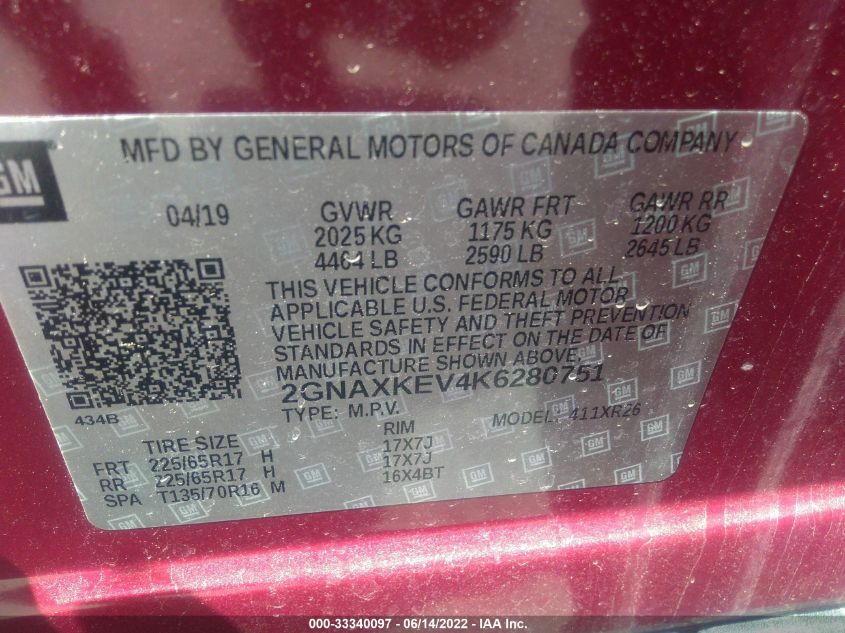 MFD BY GENERAL MOTORS OF CANADA COMPANY
GM
04/19 GVWR GAWR FRT GAWR RR
2025 KG 1175 KG 1200 KG
4464 LB 2590 LB 2645 LB
THIS VEHICLE CONFORMS TO ALL
APPLICABLE U.S. FEDERAL MOTOR
VEHICLE SAFETY AND THEFT PREVENTION
STANDARDS IN EFFECT ON THE DATE OF
MANUFACTURE SHOWN ABOVE.
2GNAXKEV4K6280751
434B
TYPE: M.P.V. MODEL: 411XR26
TIRE SIZE RIM
FRT 225/65R17 H 17X7J
RR 225/65R17 H 17X7J
SPA T135/70R16 M 16X4BT
000-33340097 - 06/14/2022 - IAA Inc.